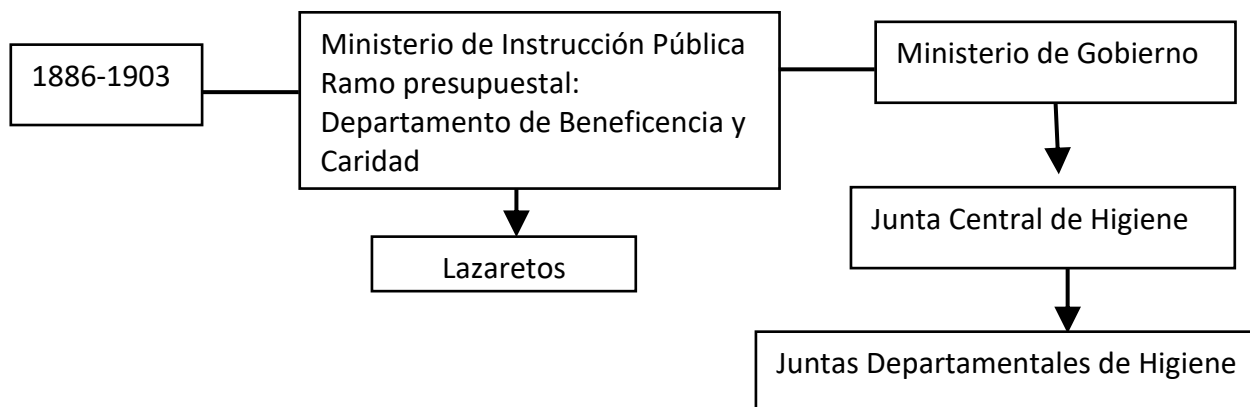 1886-1903
Ministerio de Instrucción Pública
Ramo presupuestal:
Departamento de Beneficencia y
Caridad
Lazaretos
Ministerio de Gobierno
Junta Central de Higiene
Juntas Departamentales de Higiene